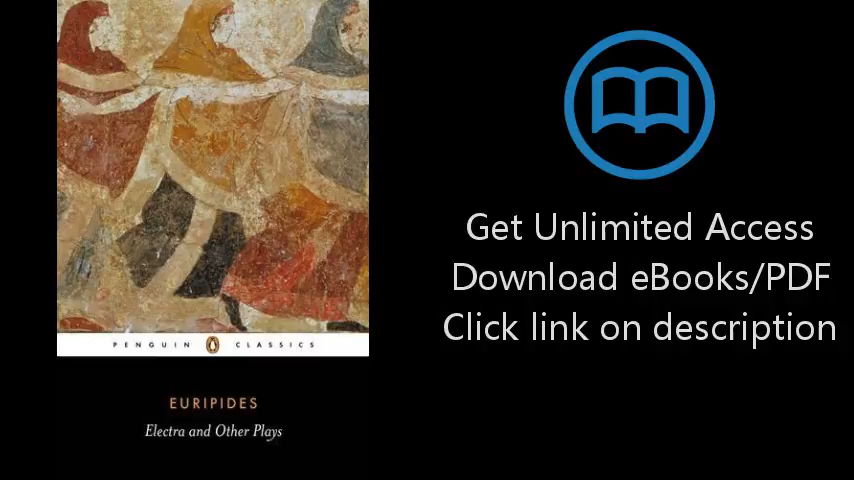 PENGUIN CLASSICS
EURIPIDES
Electra and Other Plays
Get Unlimited Access
Download eBooks/PDF
Click link on description